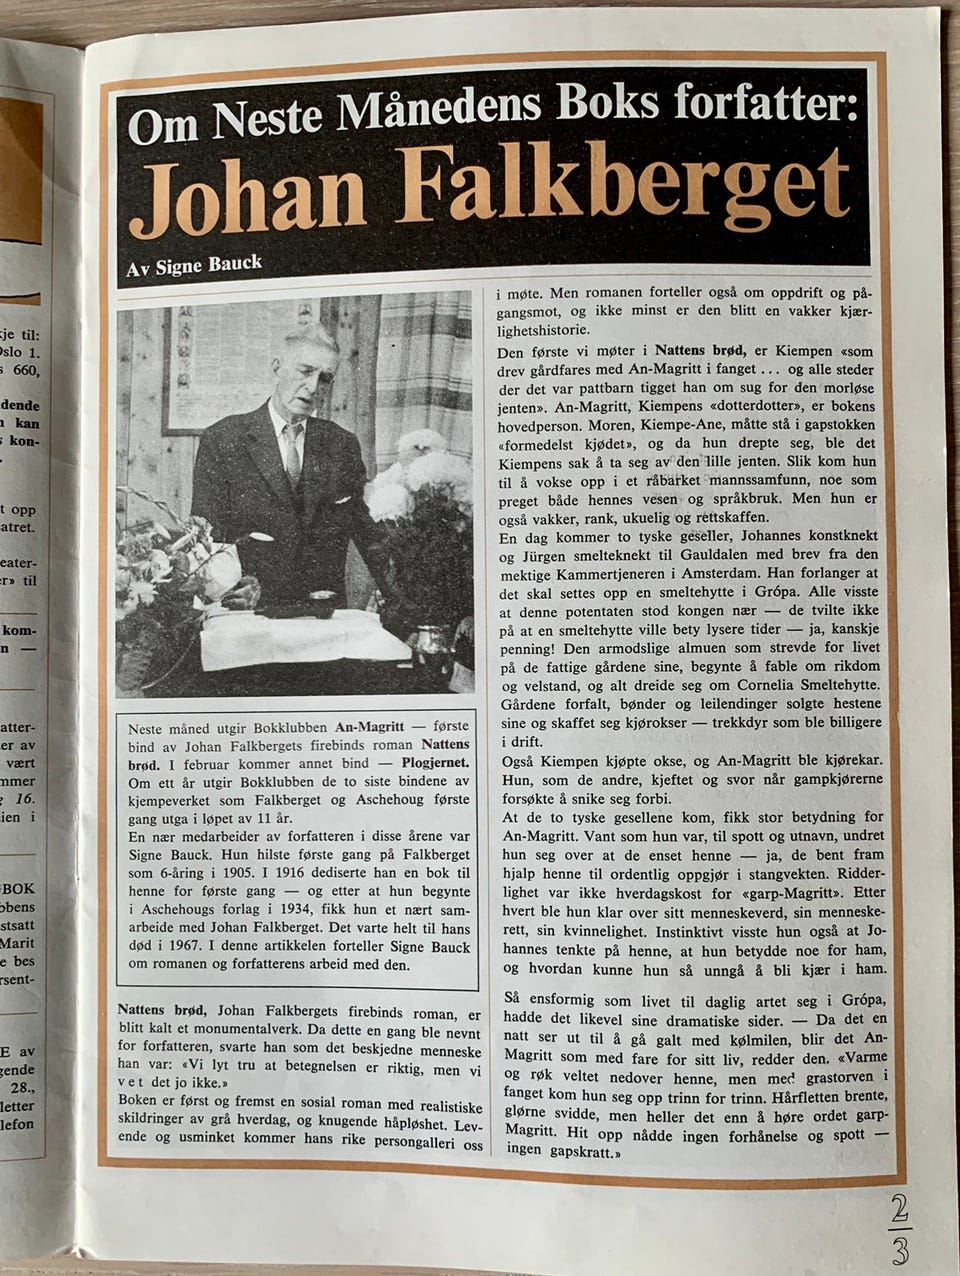 Om Neste Månedens Boks forfatter:
Johan Falkberget
Av Signe Bauck
Neste måned utgir Bokklubben An-Magritt — første
bind av Johan Falkbergets firebinds roman Nattens
brød. I februar kommer annet bind — Plogjernet.
Om ett år utgir Bokklubben de to siste bindene av
kjempeverket som Falkberget og Aschehoug første
gang utga i løpet av 11 år.
En nær medarbeider av forfatteren i disse årene var
Signe Bauck. Hun hilste første gang på Falkberget
som 6-åring i 1905. I 1916 dediserte han en bok til
henne for første gang — og etter at hun begynte
i Aschehougs forlag i 1934, fikk hun et nært sam-
arbeide med Johan Falkberget. Det varte helt til hans
død i 1967. I denne artikkelen forteller Signe Bauck
om romanen og forfatterens arbeid med den.
Nattens brød, Johan Falkbergets firebinds roman, er
blitt kalt et monumentalverk. Da dette en gang ble nevnt
for forfatteren, svarte han som det beskjedne menneske
han var: «Vi lyt tru at betegnelsen er riktig, men vi
vet det jo ikke.»
Boken er først og fremst en sosial roman med realistiske
skildringer av grå hverdag, og knugende håpløshet. Lev-
ende og usminket kommer hans rike persongalleri oss
i møte. Men romanen forteller også om oppdrift og på-
gangsmot, og ikke minst er den blitt en vakker kjær-
lighetshistorie.
Den første vi møter i Nattens brød, er Kiempen «som
drev gårdfares med An-Magritt i fanget ... og alle steder
der det var pattbarn tigget han om sug for den morløse
jenten». An-Magritt, Kiempens «dotterdotter», er bokens
hovedperson. Moren, Kiempe-Ane, måtte stå i gapstokken
«formedelst kjødet», og da hun drepte seg, ble det
Kiempens sak å ta seg av den lille jenten. Slik kom hun
til å vokse opp i et råbarket mannssamfunn, noe som
preget både hennes vesen og språkbruk. Men hun er
også vakker, rank, ukuelig og rettskaffen.
En dag kommer to tyske geseller, Johannes konstknekt
og Jürgen smelteknekt til Gauldalen med brev fra den
mektige Kammertjeneren i Amsterdam. Han forlanger at
det skal settes opp en smeltehytte i Grópa. Alle visste
at denne potentaten stod kongen nær — de tvilte ikke
på at en smeltehytte ville bety lysere tider — ja, kanskje
penning! Den armodslige almuen som strevde for livet
på de fattige gårdene sine, begynte å fable om rikdom
og velstand, og alt dreide seg om Cornelia Smeltehytte.
Gårdene forfalt, bønder og leilendinger solgte hestene
sine og skaffet seg kjørokser — trekkdyr som ble billigere
i drift.
Også Kiempen kjøpte okse, og An-Magritt ble kjørekar.
Hun, som de andre, kjeftet og svor når gampkjørerne
forsøkte å snike seg forbi.
At de to tyske gesellene kom, fikk stor betydning for
An-Magritt. Vant som hun var, til spott og utnavn, undret
hun seg over at de enset henne — ja, de bent fram
hjalp henne til ordentlig oppgjør i stangvekten. Ridder-
lighet var ikke hverdagskost for «garp-Magritt». Etter
hvert ble hun klar over sitt menneskeverd, sin menneske-
rett, sin kvinnelighet. Instinktivt visste hun også at Jo-
hannes tenkte på henne, at hun betydde noe for ham,
og hvordan kunne hun så unngå å bli kjær i ham.
Så ensformig som livet til daglig artet seg i Grópa,
hadde det likevel sine dramatiske sider. — Da det en
natt ser ut til å gå galt med kølmilen, blir det An-
Magritt som med fare for sitt liv, redder den. «Varme
og røk veltet nedover henne, men med grastorven i
fanget kom hun seg opp trinn for trinn. Hårfletten brente,
glørne svidde, men heller det enn å høre ordet garp-
Magritt. Hit opp nådde ingen forhånelse og spott —
ingen gapskratt.»
2
3